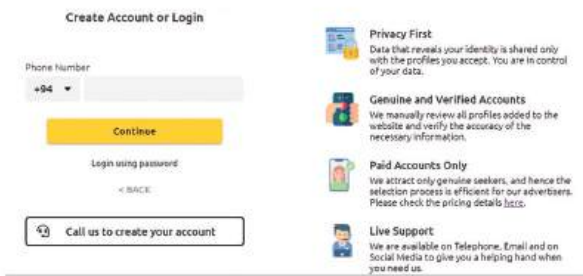 Create Account or Login
Phone Number
+94
Continue
Login using password
< BACK
Call us to create your account
Privacy First
Data that reveals your identity is shared only
with the profiles you accept. You are in control
of your data.
Genuine and Verified Accounts
We manually review all profiles added to the
website and verify the accuracy of the
necessary information.
Paid Accounts Only
We attract only genuine seekers, and hence the
selection process is efficient for our advertisers.
Please check the pricing details here.
Live Support
We are available on Telephone, Email and on
Social Media to give you a helping hand when
you need us.